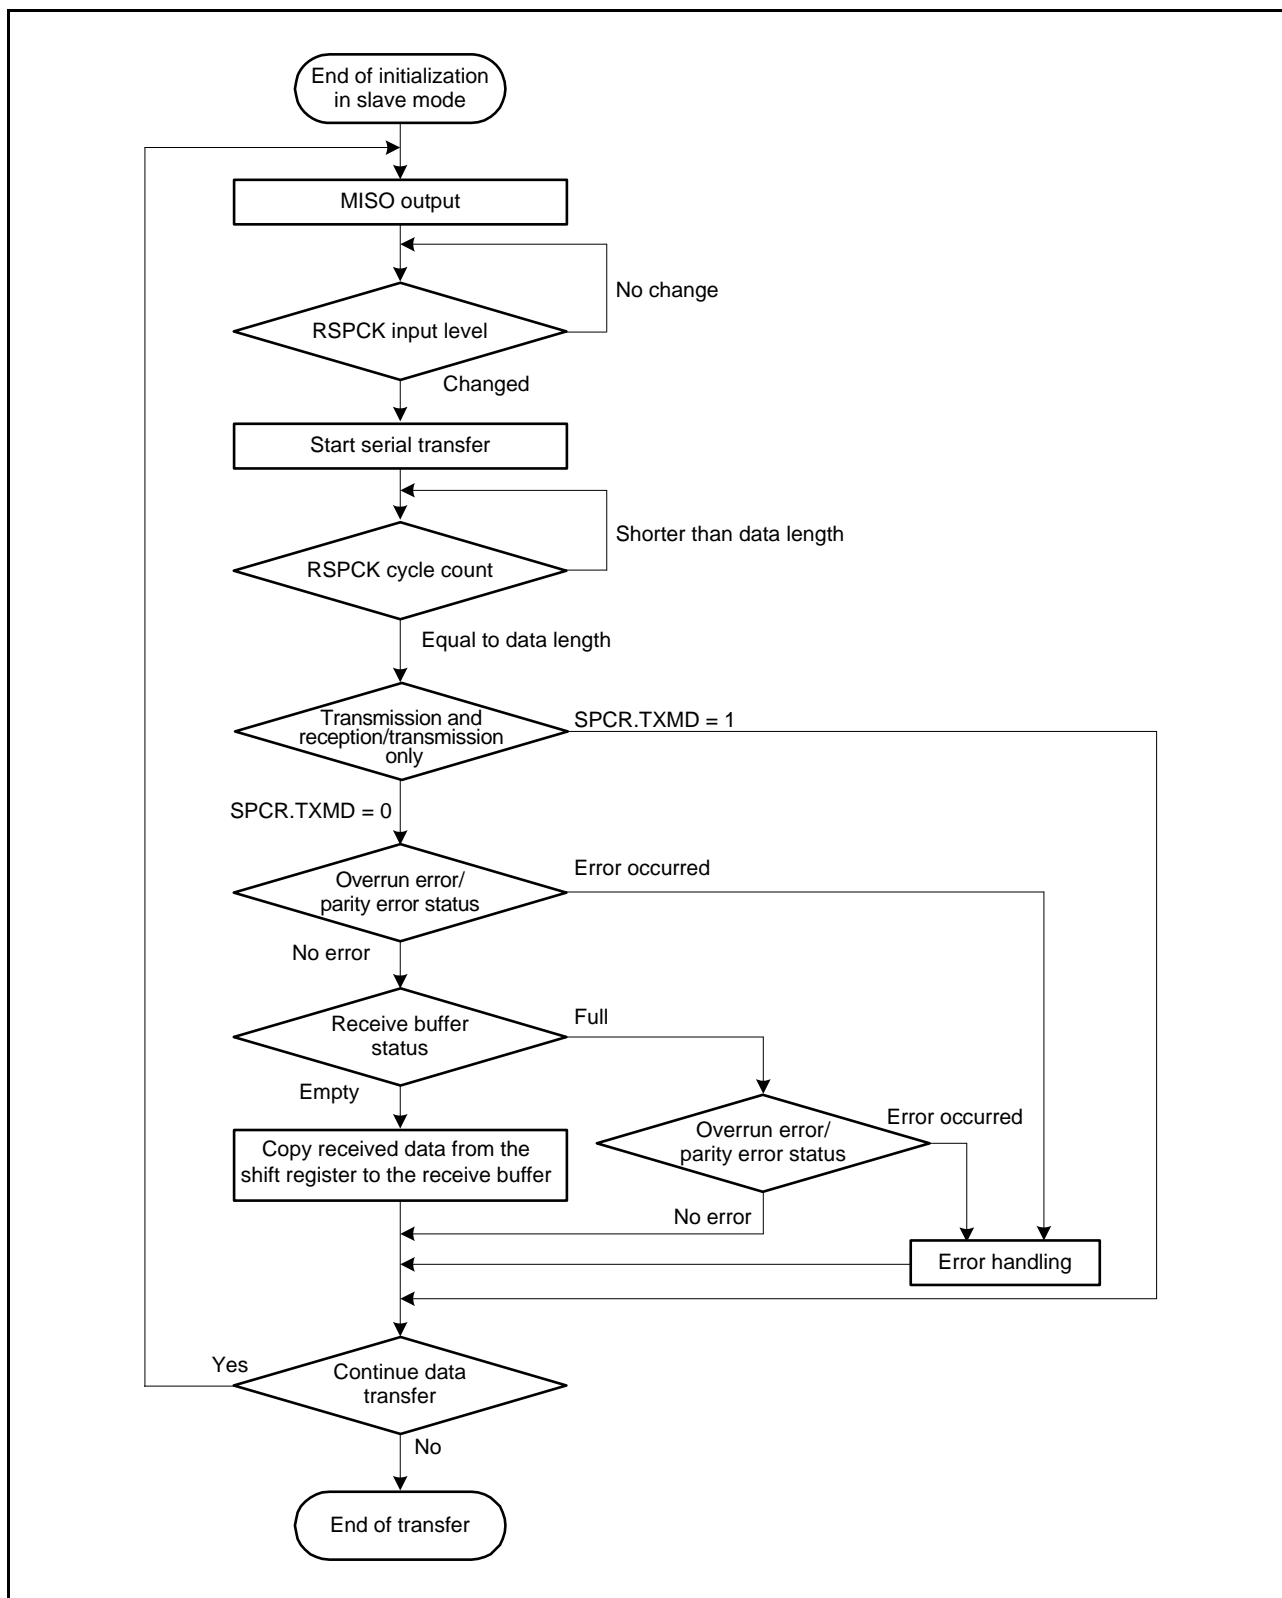 End of initialization
in slave mode
MISO output
No change
RSPCK input level
Changed
Start serial transfer
Shorter than data length
RSPCK cycle count
Equal to data length
Transmission and
reception/transmission
only
SPCR.TXMD = 1
SPCR.TXMD = 0
Overrun error/
parity error status
Error occurred
No error
Receive buffer
status
Full
Empty
Overrun error/
parity error status
Error occurred
Copy received data from the
shift register to the receive buffer
No error
Error handling
Yes
Continue data
transfer
No
End of transfer